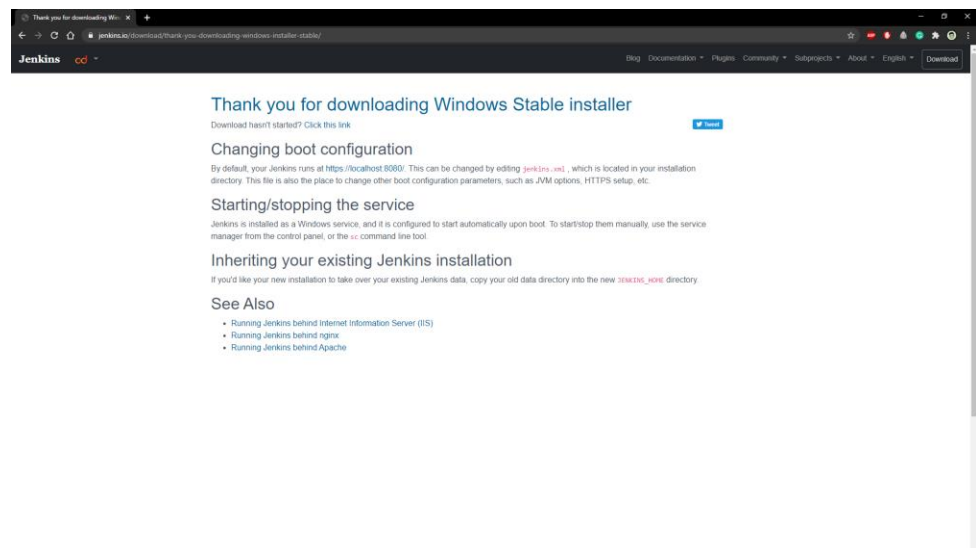 Thank you for downloading Win
jenkins.io/download/thank-you-downloading-windows-installer-stable/
Jenkins cd Blog Documentation Plugins Community Subprojects About English Download
Thank you for downloading Windows Stable installer
Download hasn't started? Click this link
Tweet
Changing boot configuration
By default, your Jenkins runs at https://localhost:8080/. This can be changed by editing jenkins.xml , which is located in your installation
directory. This file is also the place to change other boot configuration parameters, such as JVM options, HTTPS setup, etc.
Starting/stopping the service
Jenkins is installed as a Windows service, and it is configured to start automatically upon boot. To start/stop them manually, use the service
manager from the control panel, or the sc command line tool.
Inheriting your existing Jenkins installation
If you'd like your new installation to take over your existing Jenkins data, copy your old data directory into the new JENKINS_HOME directory.
See Also
• Running Jenkins behind Internet Information Server (IIS)
• Running Jenkins behind nginx
• Running Jenkins behind Apache